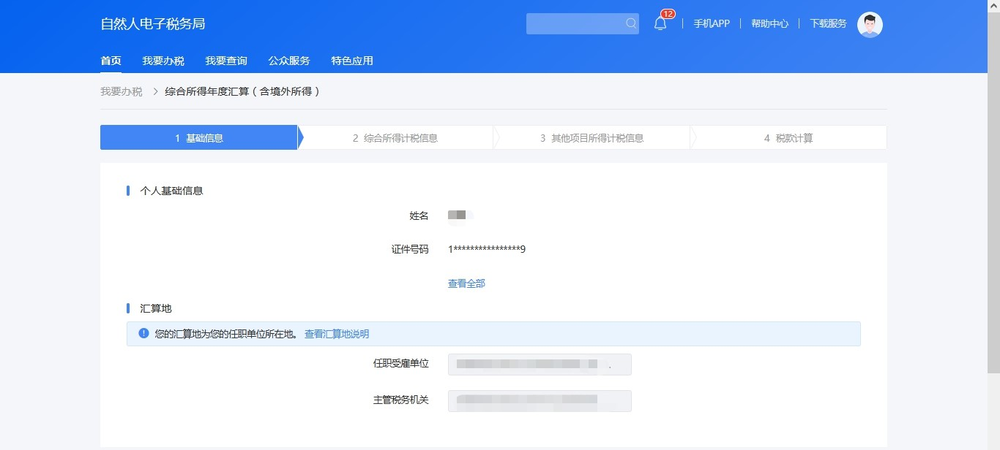 自然人电子税务局
12
手机APP
帮助中心
下载服务
首页 我要办税 我要查询 公众服务 特色应用
我要办税 > 综合所得年度汇算（含境外所得）
1 基础信息 2 综合所得计税信息 3 其他项目所得计税信息 4 税款计算
个人基础信息
姓名
证件号码 1****************9
查看全部
汇算地
您的汇算地为您的任职单位所在地。 查看汇算地说明
任职受雇单位
主管税务机关